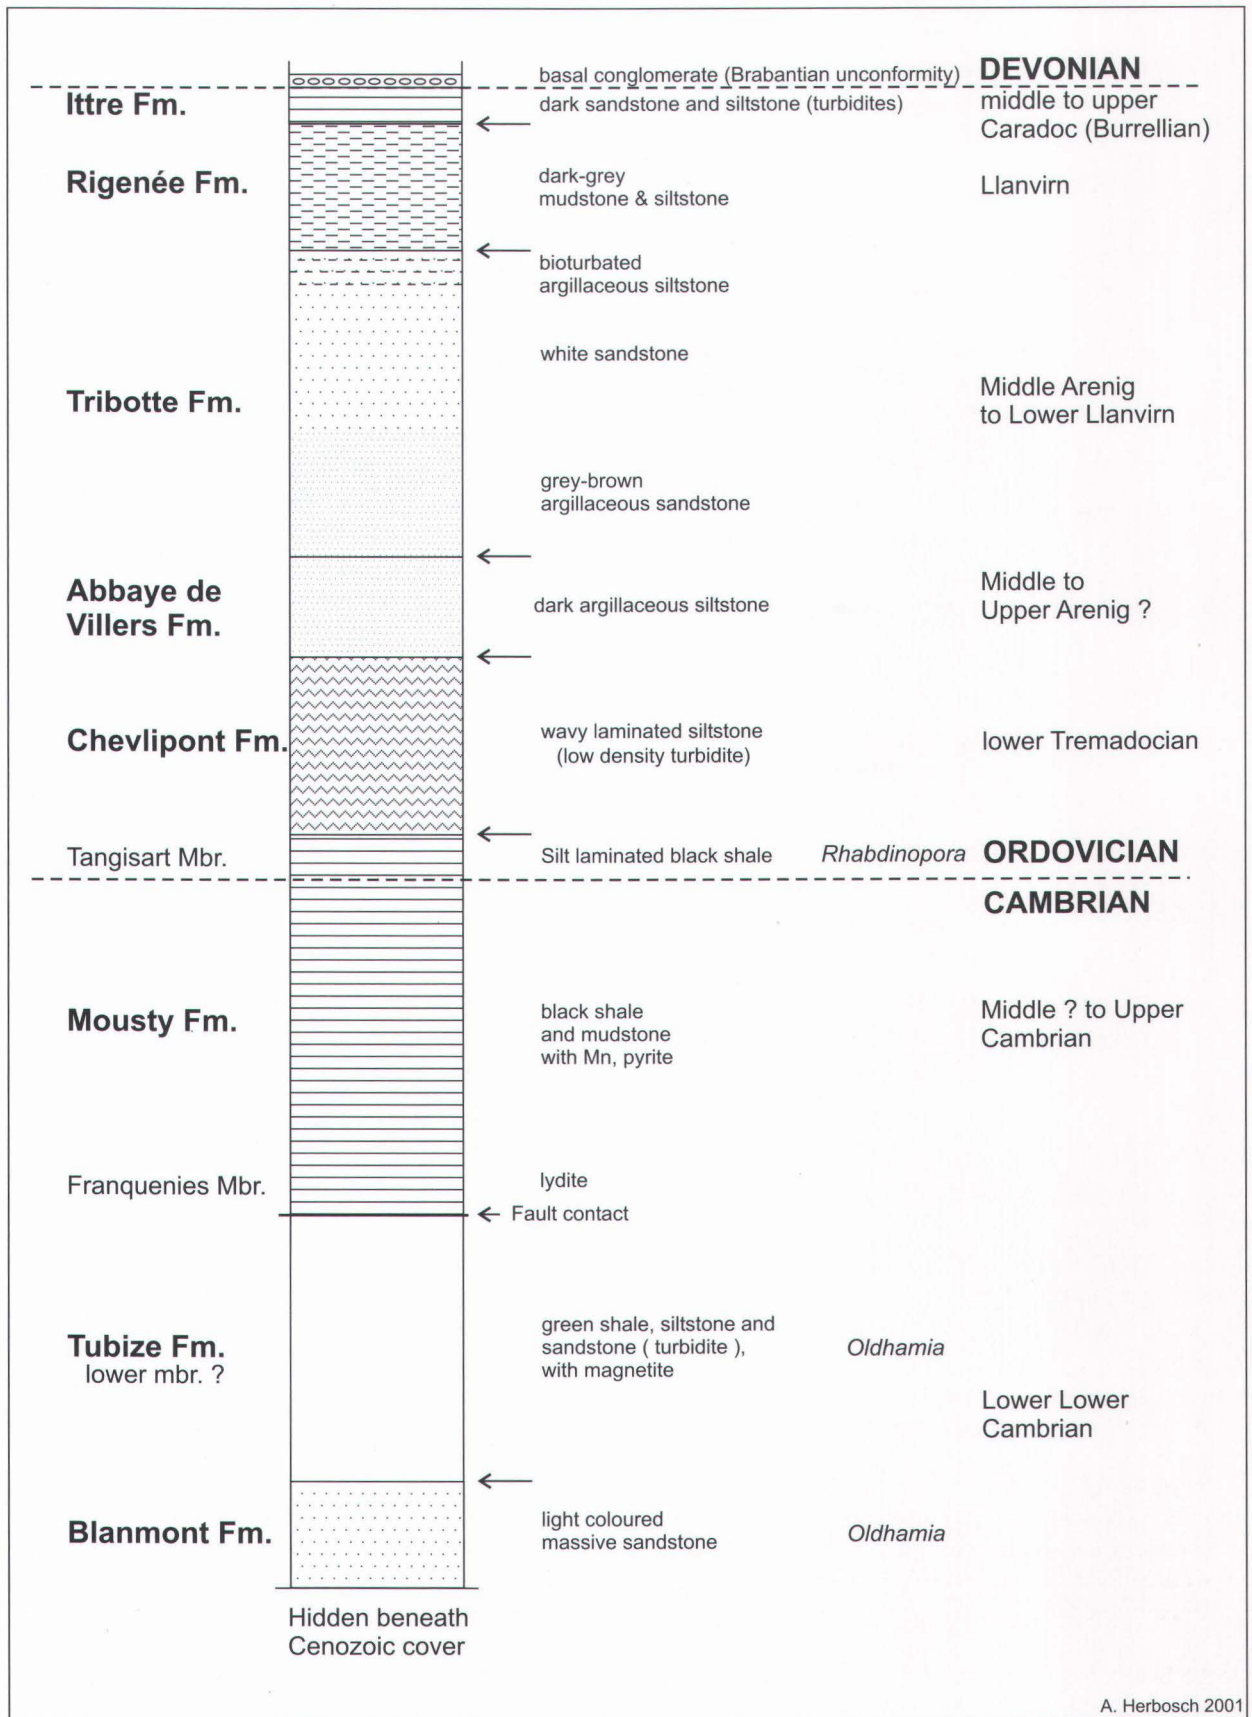 basal conglomerate (Brabantian unconformity) DEVONIAN
Ittre Fm.
dark sandstone and siltstone (turbidites)
middle to upper
Caradoc (Burrellian)
Rigenée Fm.
dark-grey
mudstone & siltstone
Llanvirn
bioturbated
argillaceous siltstone
white sandstone
Tribotte Fm.
Middle Arenig
to Lower Llanvirn
grey-brown
argillaceous sandstone
Abbaye de
Villers Fm.
dark argillaceous siltstone
Middle to
Upper Arenig ?
Chevlipont Fm.
wavy laminated siltstone
(low density turbidite)
lower Tremadocian
Tangisart Mbr.
Silt laminated black shale
Rhabdinopora
ORDOVICIAN
CAMBRIAN
Mousty Fm.
black shale
and mudstone
with Mn, pyrite
Middle ? to Upper
Cambrian
Franquenies Mbr.
lydite
Fault contact
Tubize Fm.
lower mbr. ?
green shale, siltstone and
sandstone ( turbidite ),
with magnetite
Oldhamia
Lower Lower
Cambrian
Blanmont Fm.
light coloured
massive sandstone
Oldhamia
Hidden beneath
Cenozoic cover
A. Herbosch 2001